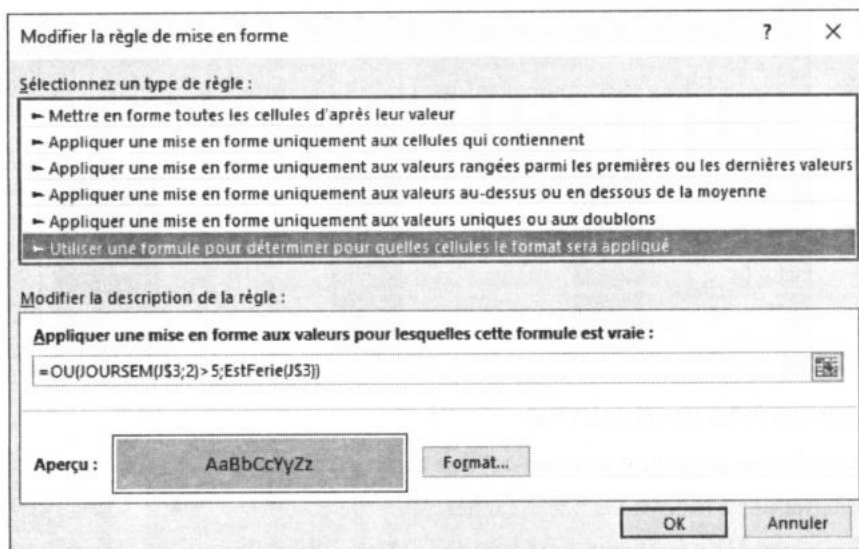 Modifier la règle de mise en forme ? ×
Sélectionnez un type de règle :
► Mettre en forme toutes les cellules d'après leur valeur
► Appliquer une mise en forme uniquement aux cellules qui contiennent
► Appliquer une mise en forme uniquement aux valeurs rangées parmi les premières ou les dernières valeurs
► Appliquer une mise en forme uniquement aux valeurs au-dessus ou en dessous de la moyenne
► Appliquer une mise en forme uniquement aux valeurs uniques ou aux doublons
► Utiliser une formule pour déterminer pour quelles cellules le format sera appliqué
Modifier la description de la règle :
Appliquer une mise en forme aux valeurs pour lesquelles cette formule est vraie :
=OU(JOURSEM(J$3;2)>5;EstFerie(J$3))
Aperçu : AaBbCcYyZz Format...
OK Annuler